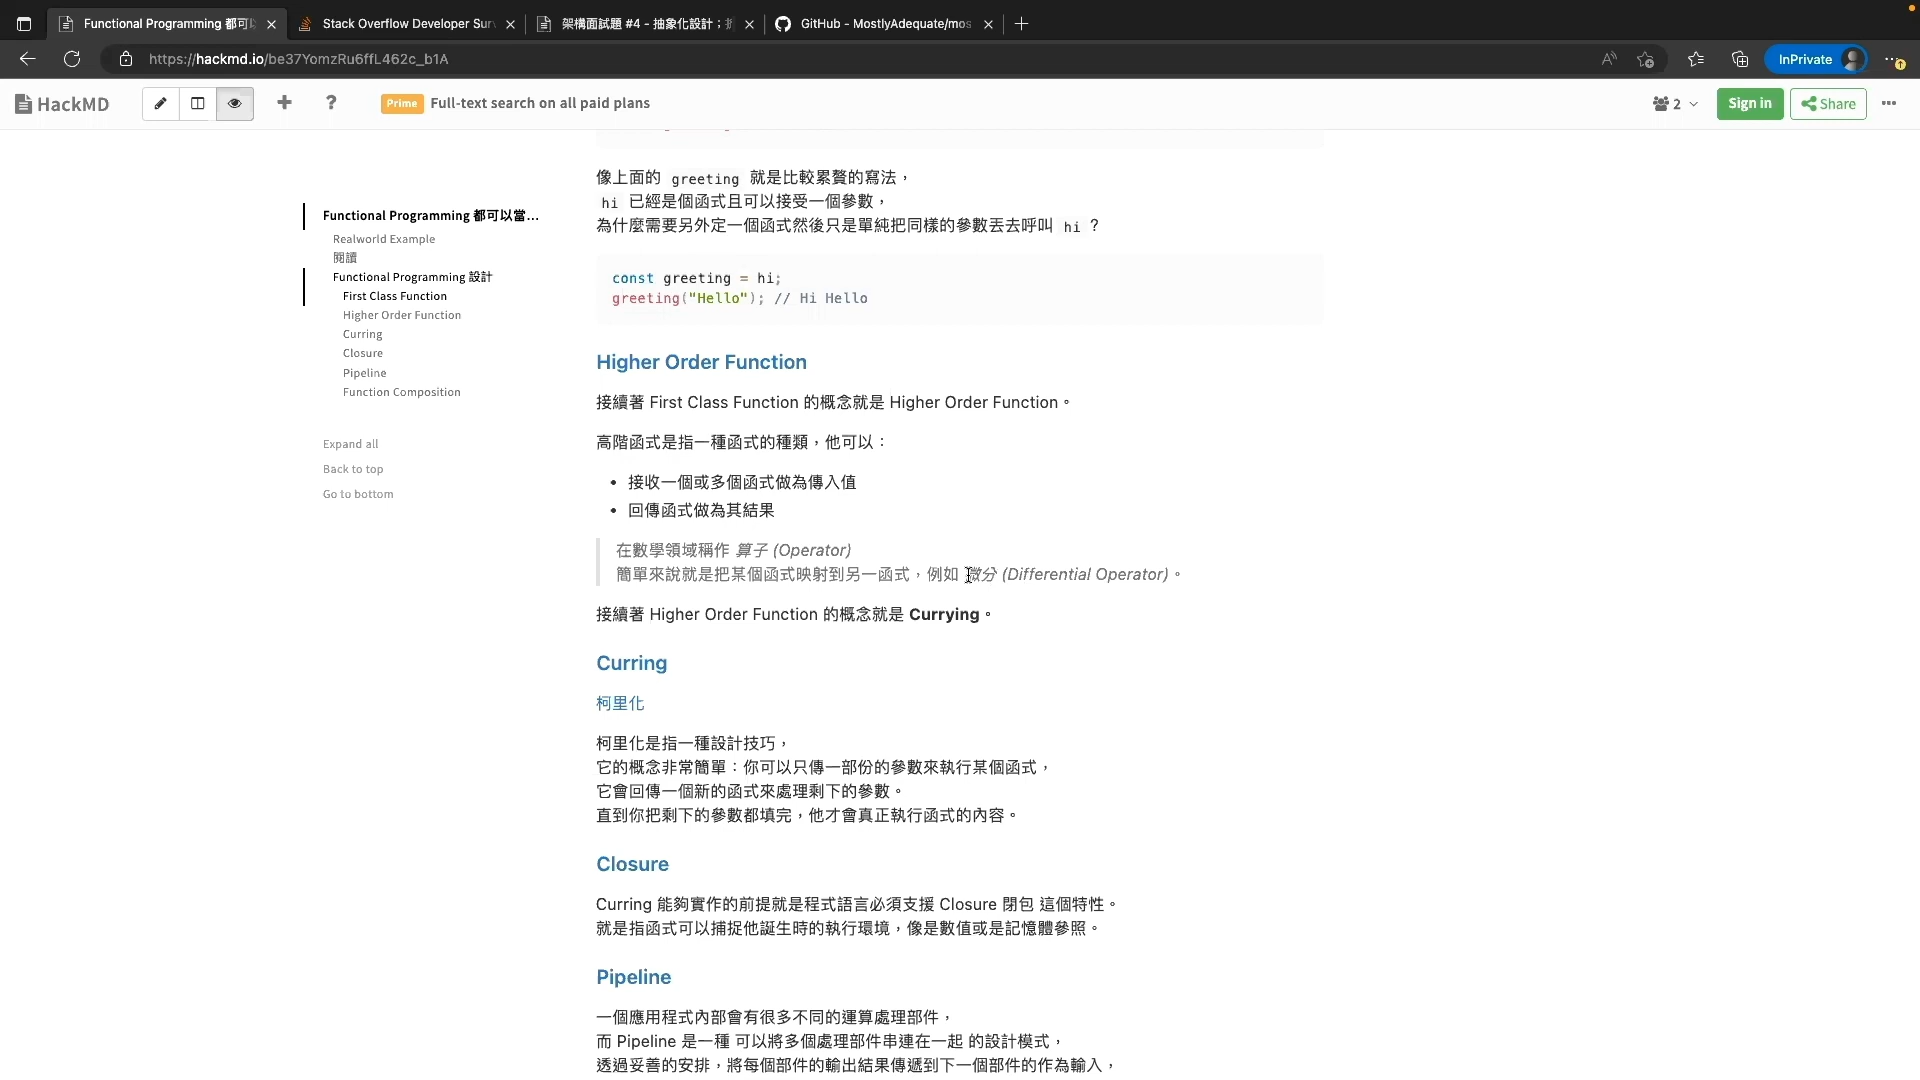 Functional Programming 都可以
Stack Overflow Developer Sur
架構面試題 #4 - 抽象化設計;
GitHub - MostlyAdequate/mos
https://hackmd.io/be37YomzRu6ffL462c_b1A
InPrivate
HackMD
?
Prime Full-text search on all paid plans
2
Sign in
Share
Functional Programming 都可以當...
Realworld Example
閱讀
Functional Programming 設計
First Class Function
Higher Order Function
Curring
Closure
Pipeline
Function Composition
Expand all
Back to top
Go to bottom
像上面的 greeting 就是比較累贅的寫法，
hi 已經是個函式且可以接受一個參數，
為什麼需要另外定一個函式然後只是單純把同樣的參數丟去呼叫 hi ?
const greeting = hi;
greeting("Hello"); // Hi Hello
Higher Order Function
接續著 First Class Function 的概念就是 Higher Order Function。
高階函式是指一種函式的種類，他可以：
• 接收一個或多個函式做為傳入值
• 回傳函式做為其結果
在數學領域稱作 算子 (Operator)
簡單來說就是把某個函式映射到另一函式，例如 微分 (Differential Operator)。
接續著 Higher Order Function 的概念就是 Currying。
Curring
柯里化
柯里化是指一種設計技巧，
它的概念非常簡單：你可以只傳一部份的參數來執行某個函式，
它會回傳一個新的函式來處理剩下的參數。
直到你把剩下的參數都填完，他才會真正執行函式的內容。
Closure
Curring 能夠實作的前提就是程式語言必須支援 Closure 閉包 這個特性。
就是指函式可以捕捉他誕生時的執行環境，像是數值或是記憶體參照。
Pipeline
一個應用程式內部會有很多不同的運算處理部件，
而 Pipeline 是一種 可以將多個處理部件串連在一起 的設計模式，
透過妥善的安排，將每個部件的輸出結果傳遞到下一個部件的作為輸入，